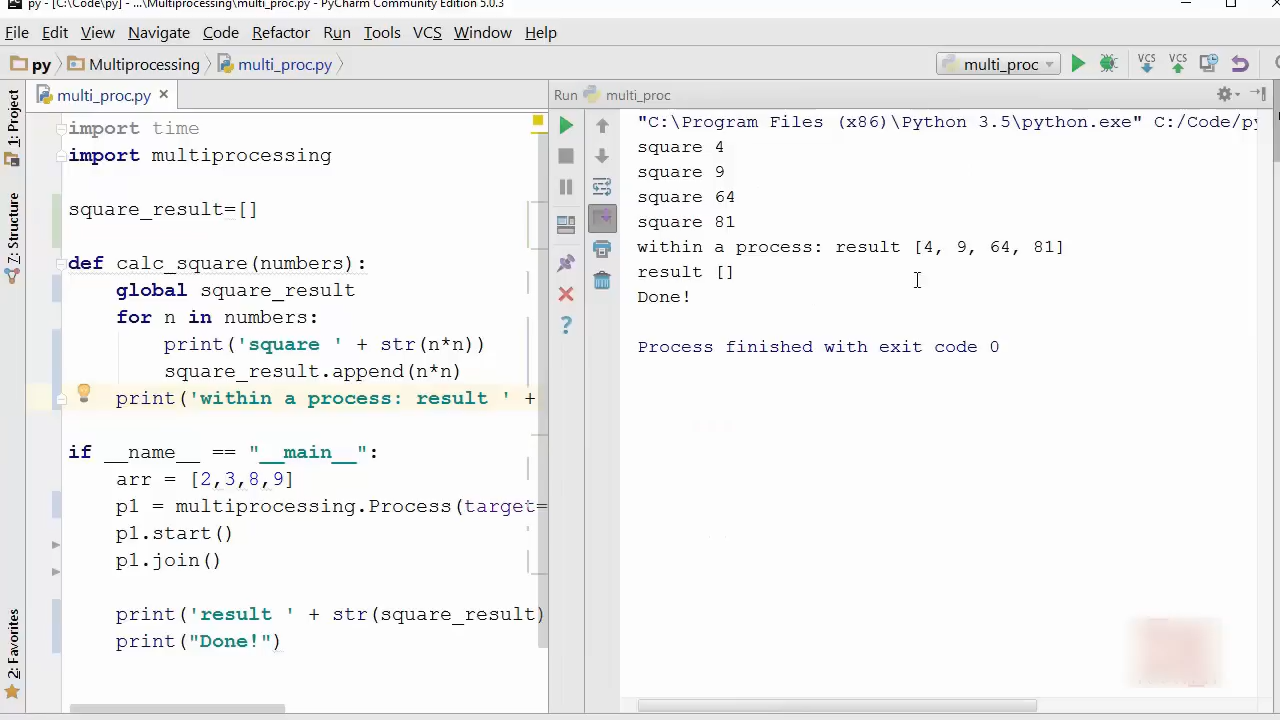 py - [C:\Code\py] - ...\Multiprocessing\multi_proc.py - PyCharm Community Edition 5.0.3
File Edit View Navigate Code Refactor Run Tools VCS Window Help
py Multiprocessing multi_proc.py multi_proc VCS VCS
multi_proc.py
Run multi_proc
1: Project
7: Structure
2: Favorites
import time
import multiprocessing
square_result=[]
def calc_square(numbers):
global square_result
for n in numbers:
print('square ' + str(n*n))
square_result.append(n*n)
print('within a process: result ' +
if __name__ == "__main__":
arr = [2,3,8,9]
p1 = multiprocessing.Process(target=
p1.start()
p1.join()
print('result ' + str(square_result)
print("Done!")
"C:\Program Files (x86)\Python 3.5\python.exe" C:/Code/py
square 4
square 9
square 64
square 81
within a process: result [4, 9, 64, 81]
result []
Done!
Process finished with exit code 0